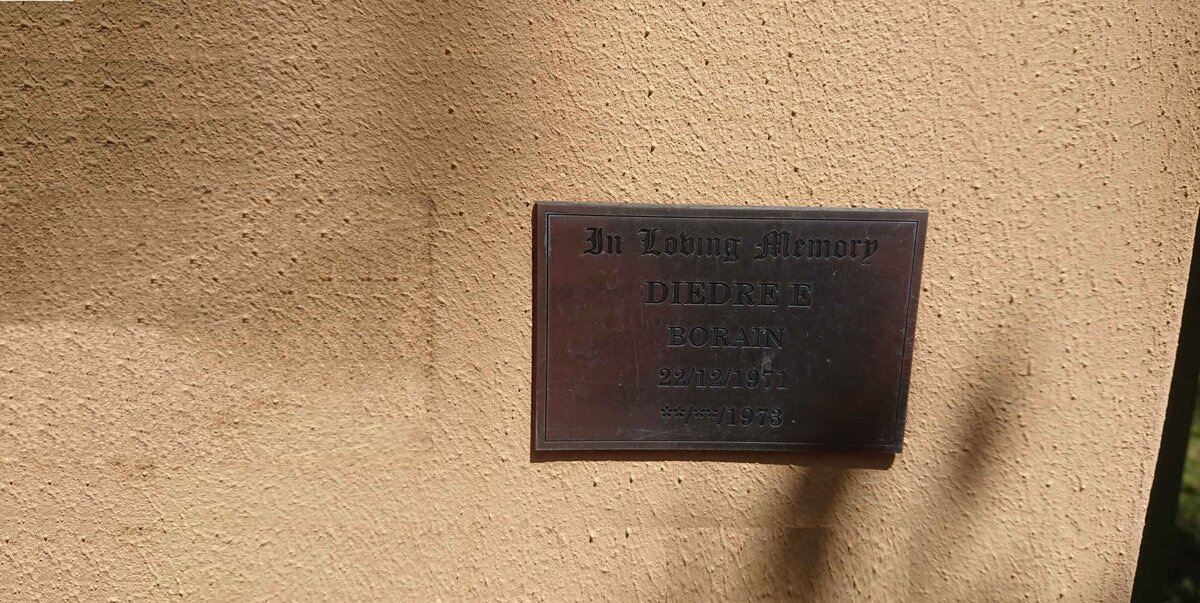 In Loving Memory
DIEDRE E
BORAIN
22/12/1971
**/**/1973